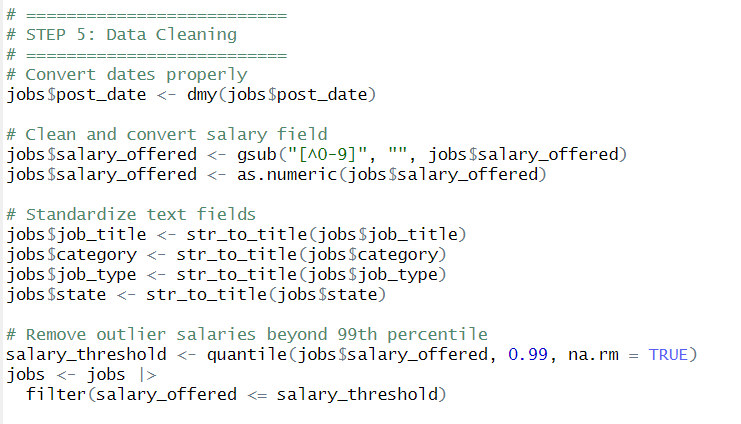 # ==========================
# STEP 5: Data Cleaning
# ==========================
# Convert dates properly
jobs$post_date <- dmy(jobs$post_date)
# Clean and convert salary field
jobs$salary_offered <- gsub("[^0-9]", "", jobs$salary_offered)
jobs$salary_offered <- as.numeric(jobs$salary_offered)
# Standardize text fields
jobs$job_title <- str_to_title(jobs$job_title)
jobs$category <- str_to_title(jobs$category)
jobs$job_type <- str_to_title(jobs$job_type)
jobs$state <- str_to_title(jobs$state)
# Remove outlier salaries beyond 99th percentile
salary_threshold <- quantile(jobs$salary_offered, 0.99, na.rm = TRUE)
jobs <- jobs |>
  filter(salary_offered <= salary_threshold)